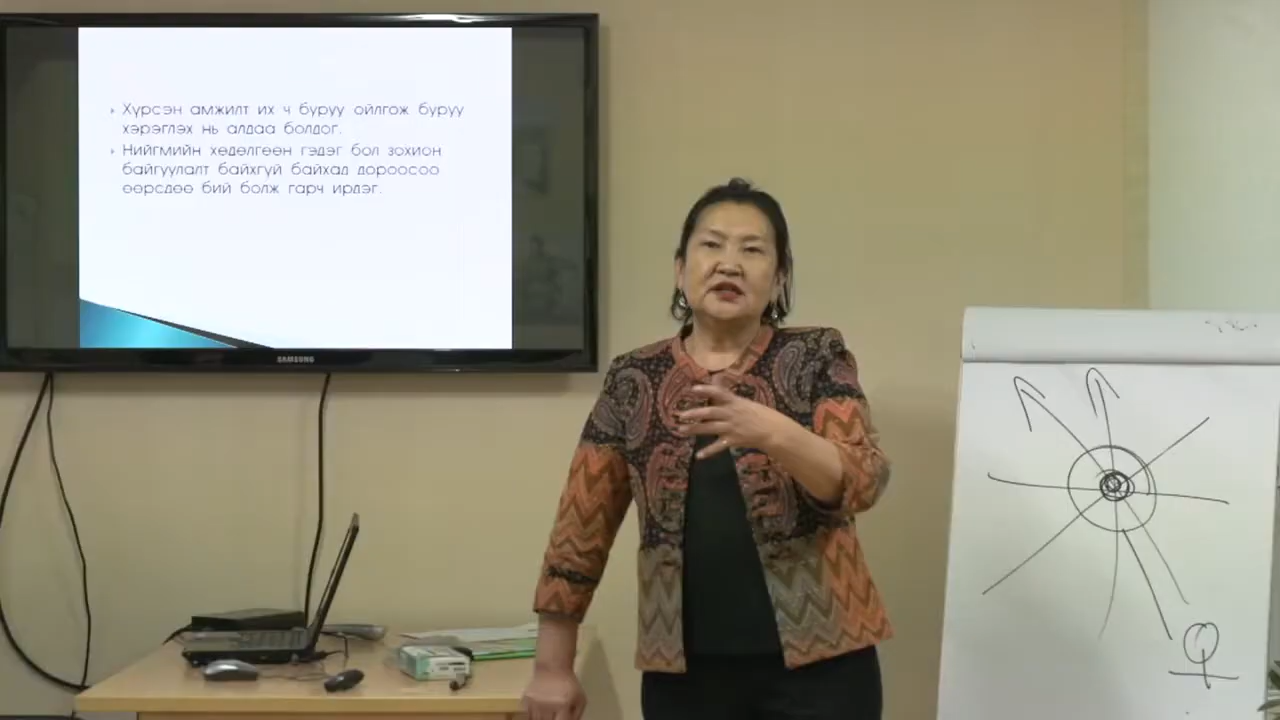 Хүрсэн амжилт их ч буруу ойлгож буруу
хэрэглэх нь алдаа болдог.
Нийгмийн хөдөлгөөн гэдэг бол зохион
байгуулалт байхгүй байхад дороосоо
өөрсдөө бий болж гарч ирдэг.
SAMSUNG